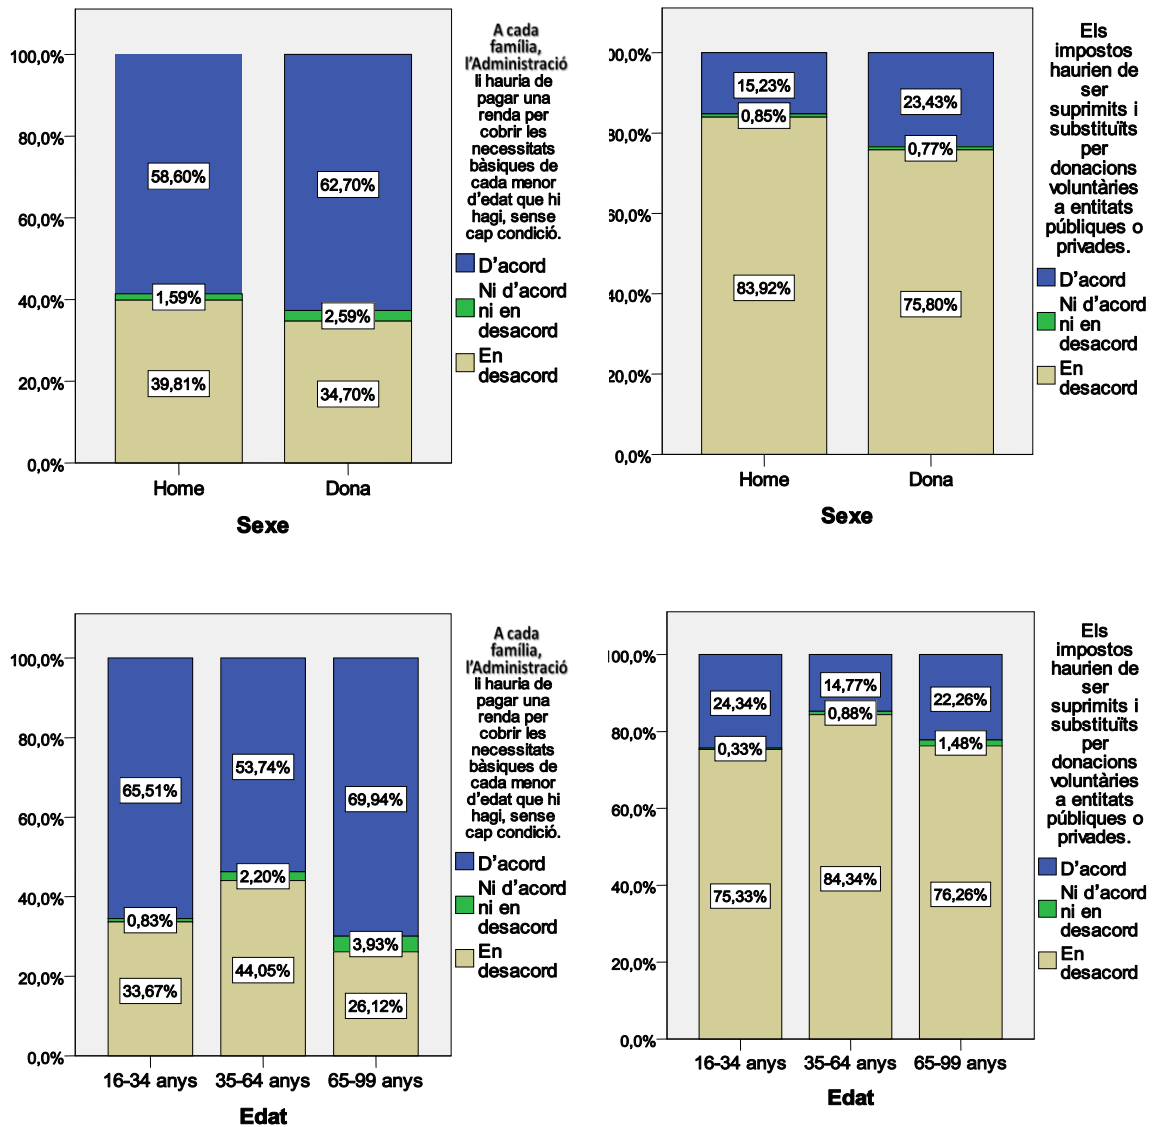 100,0%
80,0%
60,0%
40,0%
20,0%
0,0%
58,60%
1,59%
39,81%
62,70%
2,59%
34,70%
Home
Dona
Sexe
A cada
família,
l'Administració
li hauria de
pagar una
renda per
cobrir les
necessitats
bàsiques de
cada menor
d'edat que hi
hagi, sense
cap condició.
D'acord
Ni d'acord
ni en
desacord
En
desacord
00,0%
80,0%
60,0%
40,0%
20,0%
0,0%
15,23%
0,85%
83,92%
23,43%
0,77%
75,80%
Home
Dona
Sexe
Els
impostos
haurien de
ser
suprimits i
substituïts
per
donacions
voluntàries
a entitats
públiques o
privades.
D'acord
Ni d'acord
ni en
desacord
En
desacord
100,0%
80,0%
60,0%
40,0%
20,0%
0,0%
65,51%
0,83%
33,67%
53,74%
2,20%
44,05%
69,94%
3,93%
26,12%
16-34 anys
35-64 anys
65-99 anys
Edat
A cada
família,
l'Administració
li hauria de
pagar una
renda per
cobrir les
necessitats
bàsiques de
cada menor
d'edat que hi
hagi, sense
cap condició.
D'acord
Ni d'acord
ni en
desacord
En
desacord
100,0%
80,0%
60,0%
40,0%
20,0%
0,0%
24,34%
0,33%
75,33%
14,77%
0,88%
84,34%
22,26%
1,48%
76,26%
16-34 anys
35-64 anys
65-99 anys
Edat
Els
impostos
haurien de
ser
suprimits i
substituïts
per
donacions
voluntàries
a entitats
públiques o
privades.
D'acord
Ni d'acord
ni en
desacord
En
desacord